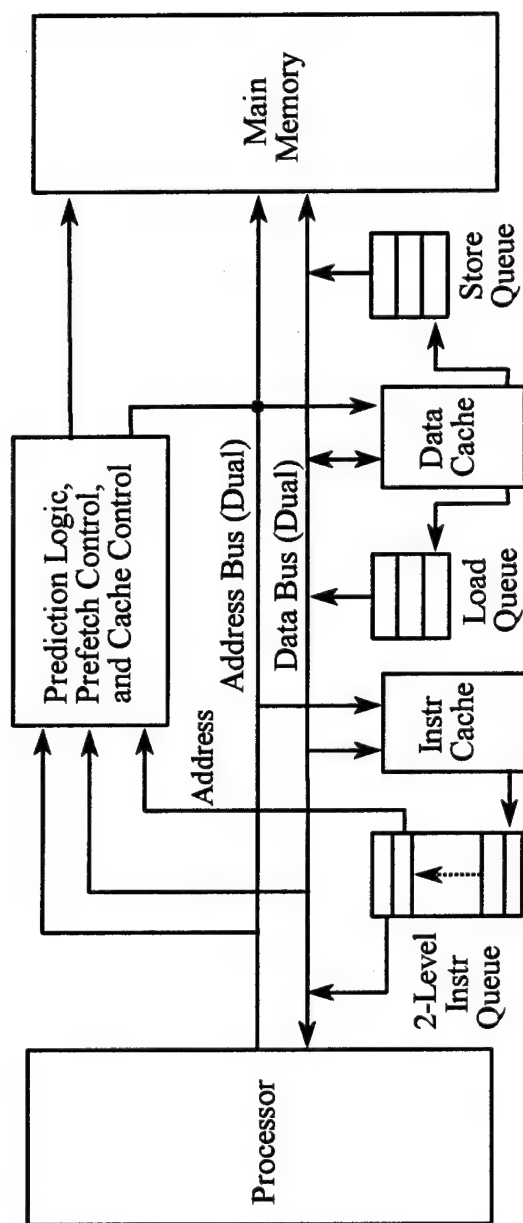 Prediction Logic,
Prefetch Control,
and Cache Control
Main
Memory
Processor
Address
Address Bus (Dual)
Data Bus (Dual)
2-Level
Instr
Queue
Instr
Cache
Load
Queue
Data
Cache
Store
Queue